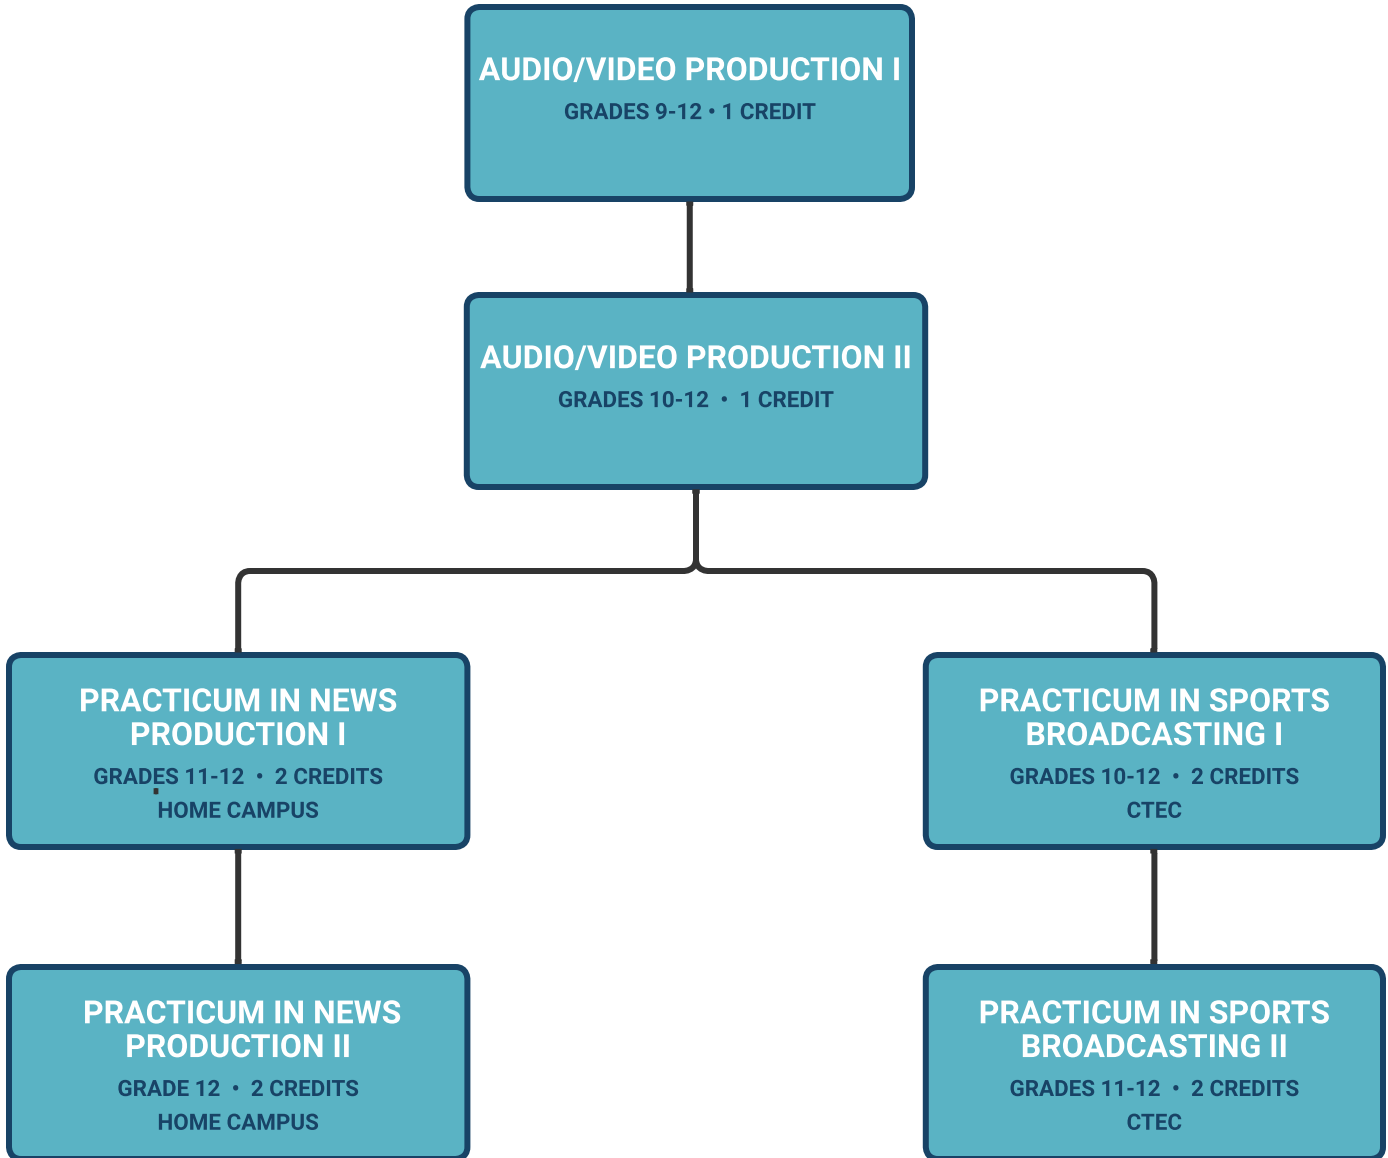 AUDIO/VIDEO PRODUCTION I
GRADES 9-12 • 1 CREDIT
AUDIO/VIDEO PRODUCTION II
GRADES 10-12 • 1 CREDIT
PRACTICUM IN NEWS
PRODUCTION I
GRADES 11-12 • 2 CREDITS
HOME CAMPUS
PRACTICUM IN SPORTS
BROADCASTING I
GRADES 10-12 • 2 CREDITS
CTEC
PRACTICUM IN NEWS
PRODUCTION II
GRADE 12 • 2 CREDITS
HOME CAMPUS
PRACTICUM IN SPORTS
BROADCASTING II
GRADES 11-12 • 2 CREDITS
CTEC